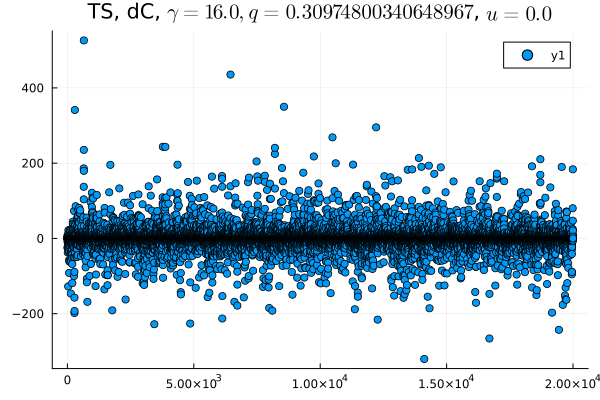 TS, dC, γ = 16.0, q = 0.30974800340648967, u = 0.0
y1
400
200
0
−200
0 5.00×10³ 1.00×10⁴ 1.50×10⁴ 2.00×10⁴